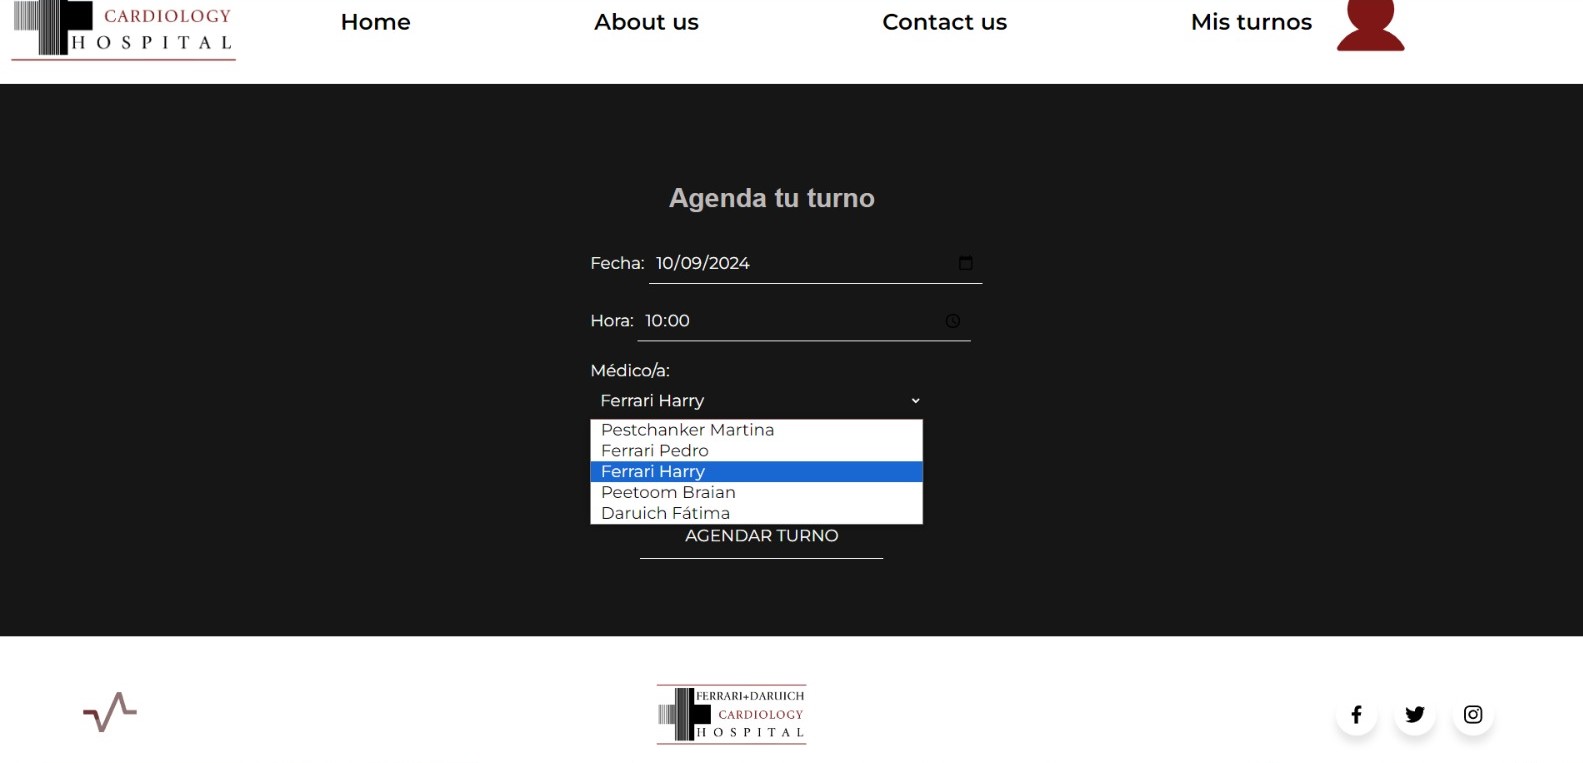 CARDIOLOGY
HOSPITAL
Home
About us
Contact us
Mis turnos
Agenda tu turno
Fecha: 10/09/2024
Hora: 10:00
Médico/a:
Ferrari Harry
Pestchanker Martina
Ferrari Pedro
Ferrari Harry
Peetoom Braian
Daruich Fátima
AGENDAR TURNO
FERRARI+DARUICH
CARDIOLOGY
HOSPITAL